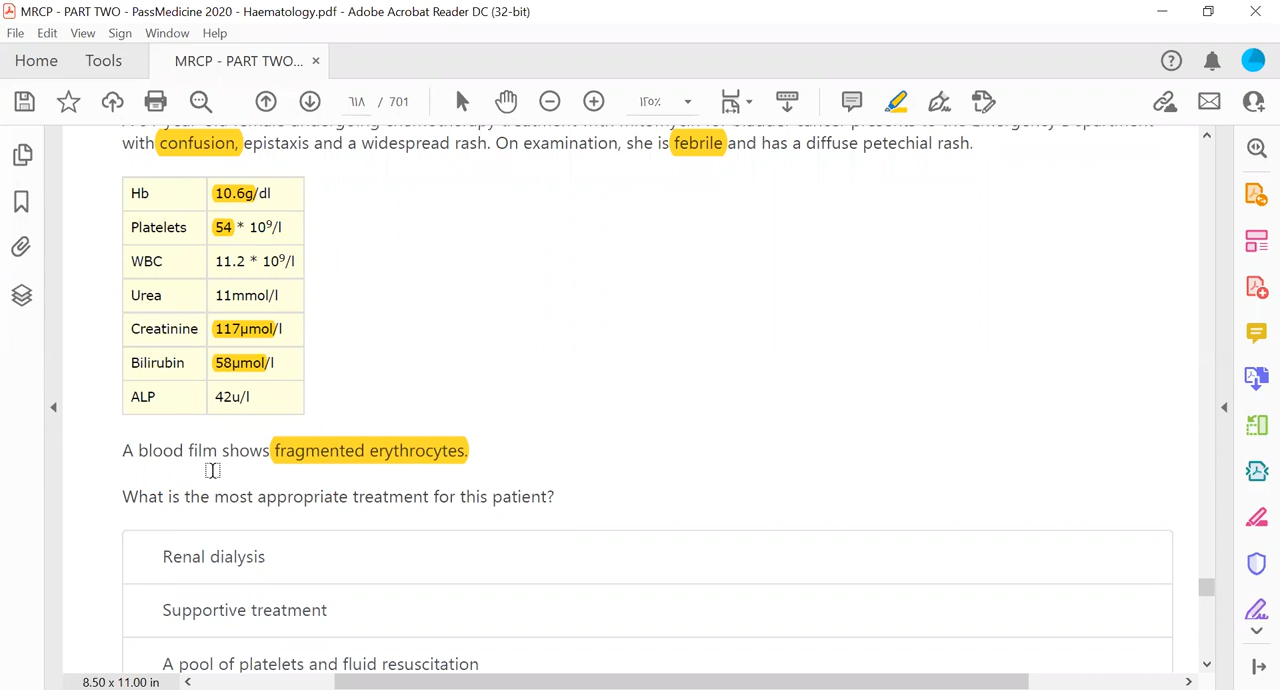 MRCP - PART TWO - PassMedicine 2020 - Haematology.pdf - Adobe Acrobat Reader DC (32-bit)
File Edit View Sign Window Help
Home Tools MRCP - PART TWO... ×
٦١٨ / 701 ١٢٠%
with confusion, epistaxis and a widespread rash. On examination, she is febrile and has a diffuse petechial rash.
Hb 10.6g/dl
Platelets 54 * 10⁹/l
WBC 11.2 * 10⁹/l
Urea 11mmol/l
Creatinine 117µmol/l
Bilirubin 58µmol/l
ALP 42u/l
A blood film shows fragmented erythrocytes.
What is the most appropriate treatment for this patient?
Renal dialysis
Supportive treatment
A pool of platelets and fluid resuscitation
8.50 x 11.00 in